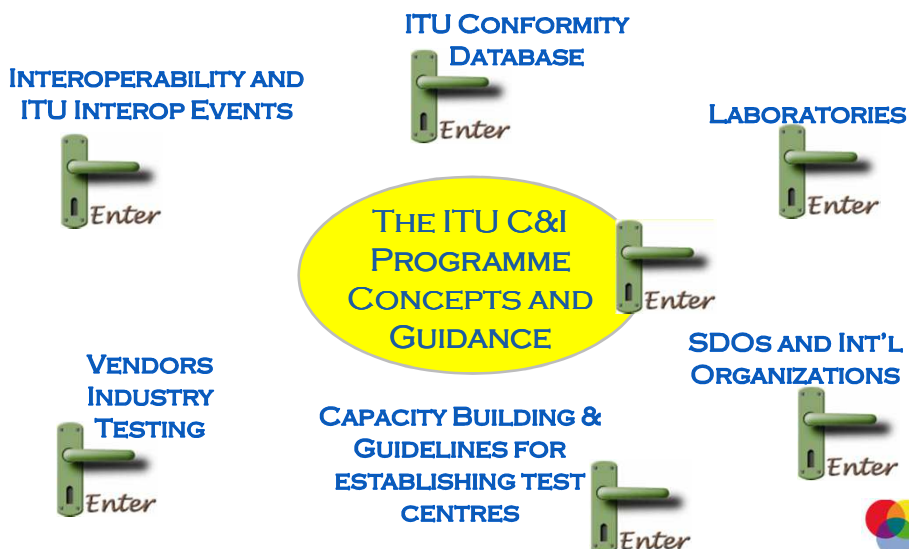 ITU Conformity
Database
Enter
Interoperability and
ITU Interop Events
Enter
Laboratories
Enter
The ITU C&I
Programme
Concepts and
Guidance
Enter
SDOs and Int'l
Organizations
Enter
Vendors
Industry
Testing
Enter
Capacity Building &
Guidelines for
establishing test
centres
Enter